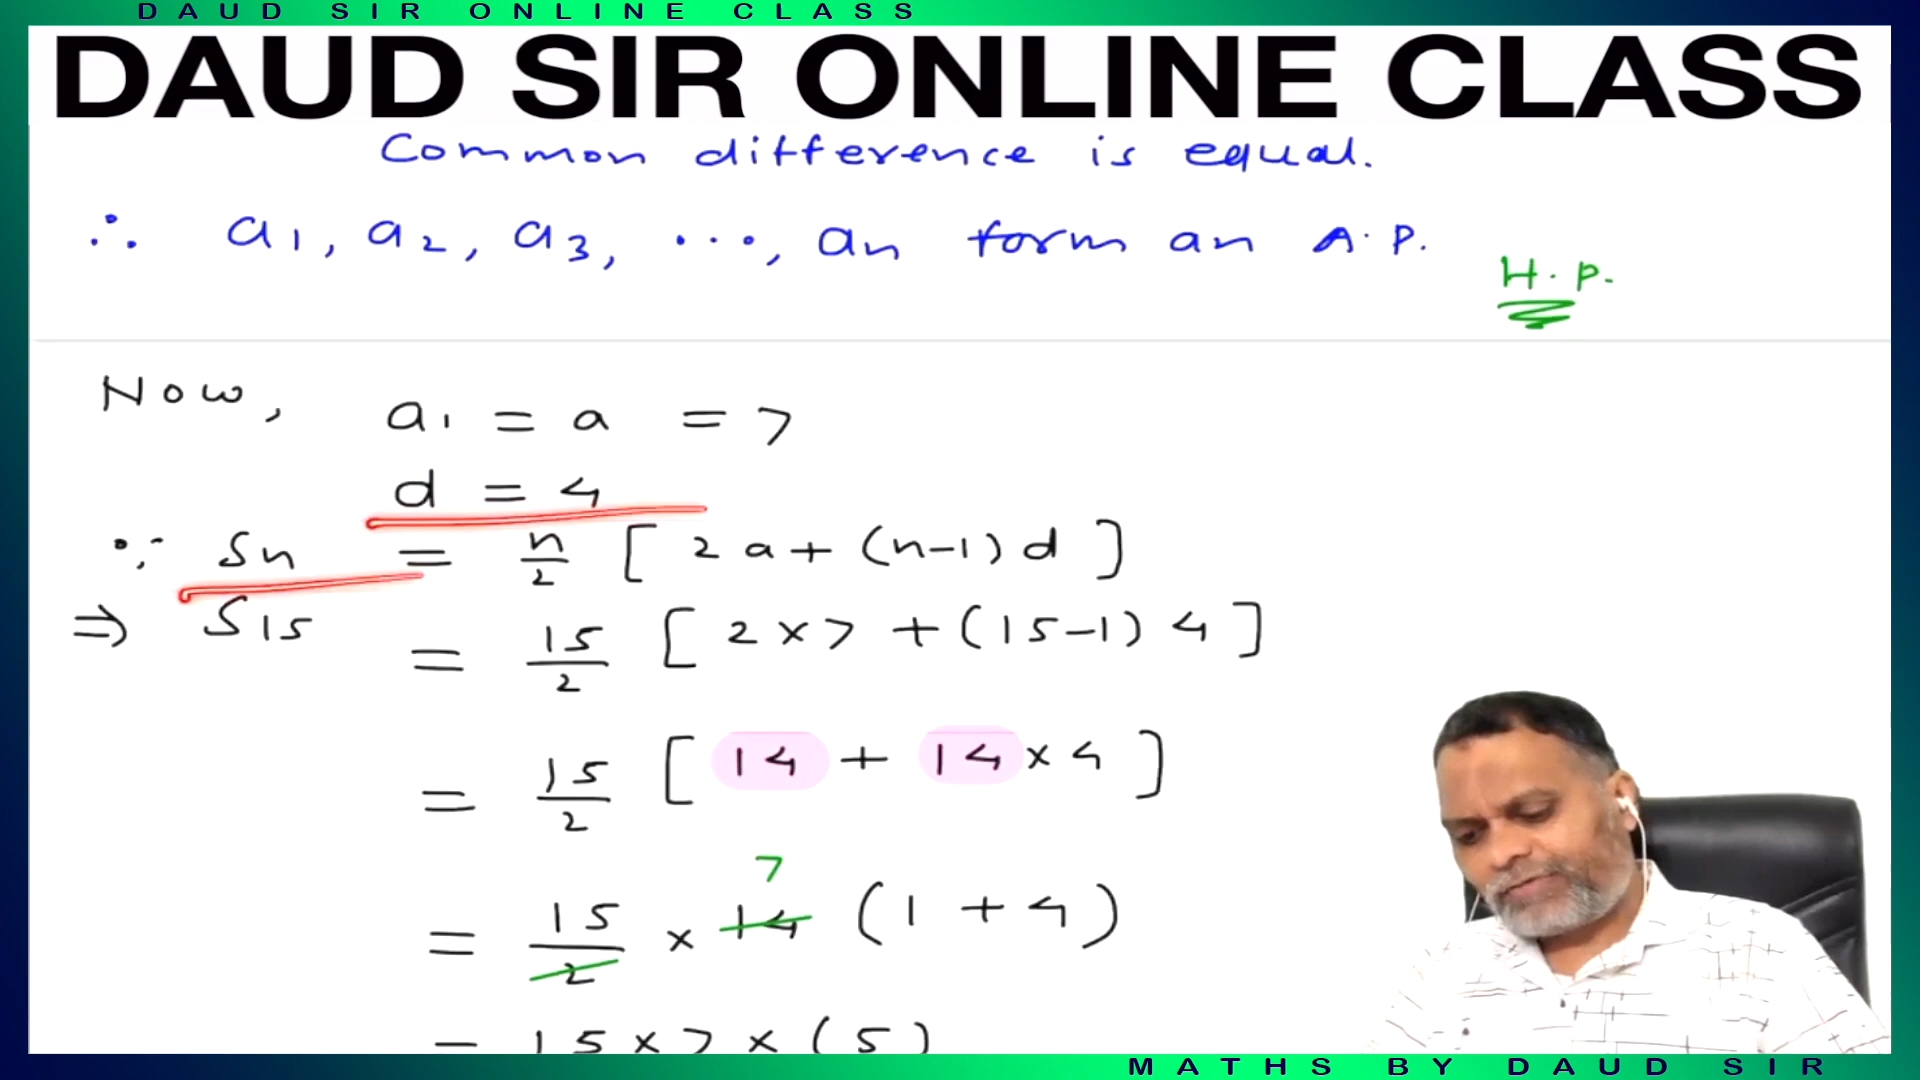 DAUD SIR ONLINE CLASS
DAUD SIR ONLINE CLASS
Common difference is equal.
∴ a1, a2, a3, ..., an form an A.P.
H.P.
Now, a1 = a = 7
d = 4
∵ Sn = n/2 [2a+(n-1)d]
⇒ S15 = 15/2 [2×7+(15-1)4]
= 15/2 [14 + 14×4]
7
= 15/2 × 14 (1+4)
= 15×7×(5)
MATHS BY DAUD SIR